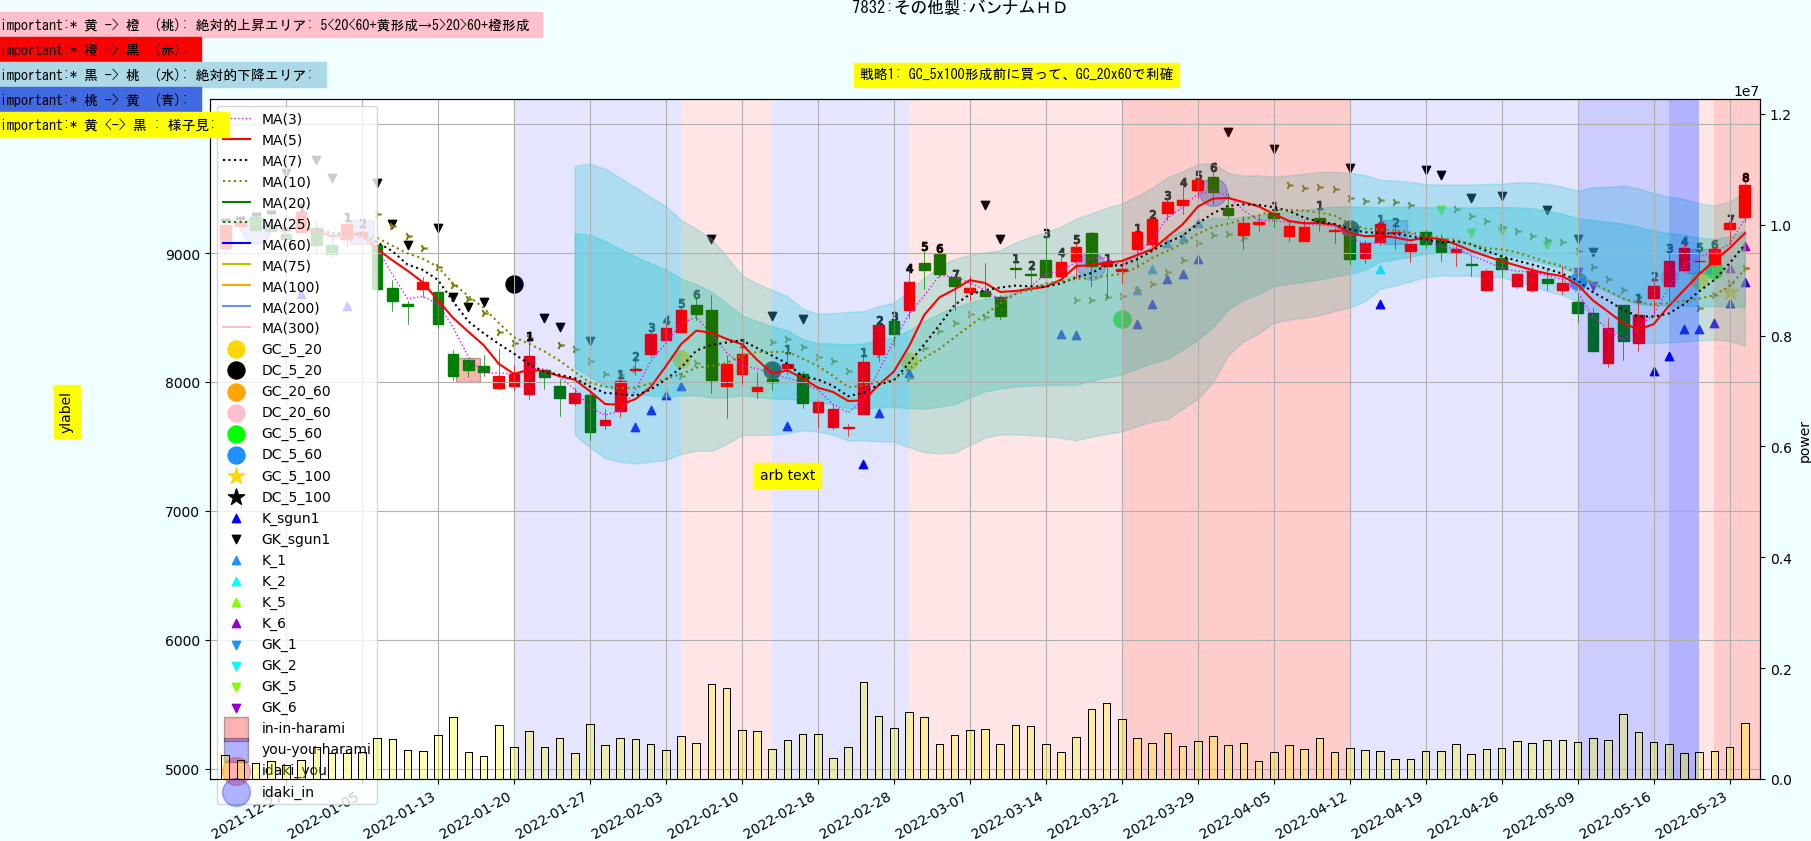 7832:その他製:バンナムＨＤ
important:* 黄 -> 橙 （桃）: 絶対的上昇エリア: 5<20<60+黄形成→5>20>60+橙形成
important:* 橙 -> 黒 （赤）:
important:* 黒 -> 桃 （水）: 絶対的下降エリア:
important:* 桃 -> 黄 （青）:
important:* 黄 <-> 黒 : 様子見:
戦略1: GC_5x100形成前に買って、GC_20x60で利確
1e7
MA(3)
MA(5)
MA(7)
MA(10)
MA(20)
MA(25)
MA(60)
MA(75)
MA(100)
MA(200)
MA(300)
GC_5_20
DC_5_20
GC_20_60
DC_20_60
GC_5_60
DC_5_60
GC_5_100
DC_5_100
K_sgun1
GK_sgun1
K_1
K_2
K_5
K_6
GK_1
GK_2
GK_5
GK_6
in-in-harami
you-you-harami
idaki_you
idaki_in
arb text
ylabel
9000
8000
7000
6000
5000
1.2
1.0
0.8
0.6
0.4
0.2
0.0
power
2022-01-05
2022-01-13
2022-01-20
2022-01-27
2022-02-03
2022-02-10
2022-02-18
2022-02-28
2022-03-07
2022-03-14
2022-03-22
2022-03-29
2022-04-05
2022-04-12
2022-04-19
2022-04-26
2022-05-09
2022-05-16
2022-05-23